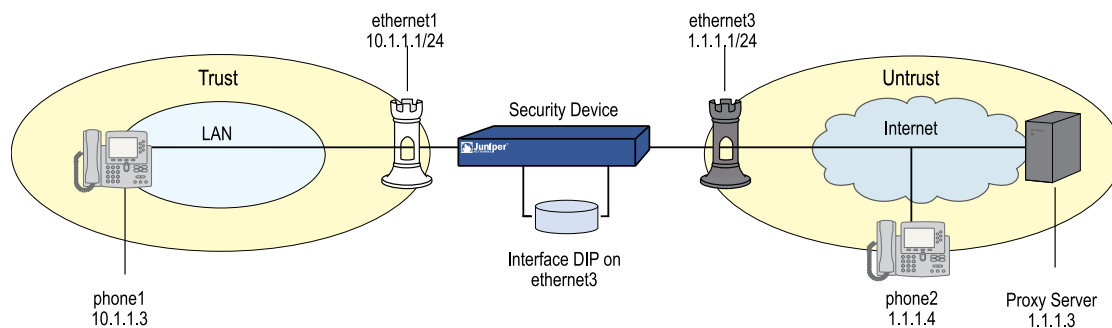 ethernet1
10.1.1.1/24
ethernet3
1.1.1.1/24
Trust
Untrust
Security Device
LAN
Internet
Juniper
NETWORKS
Interface DIP on
ethernet3
phone1
10.1.1.3
phone2
1.1.1.4
Proxy Server
1.1.1.3